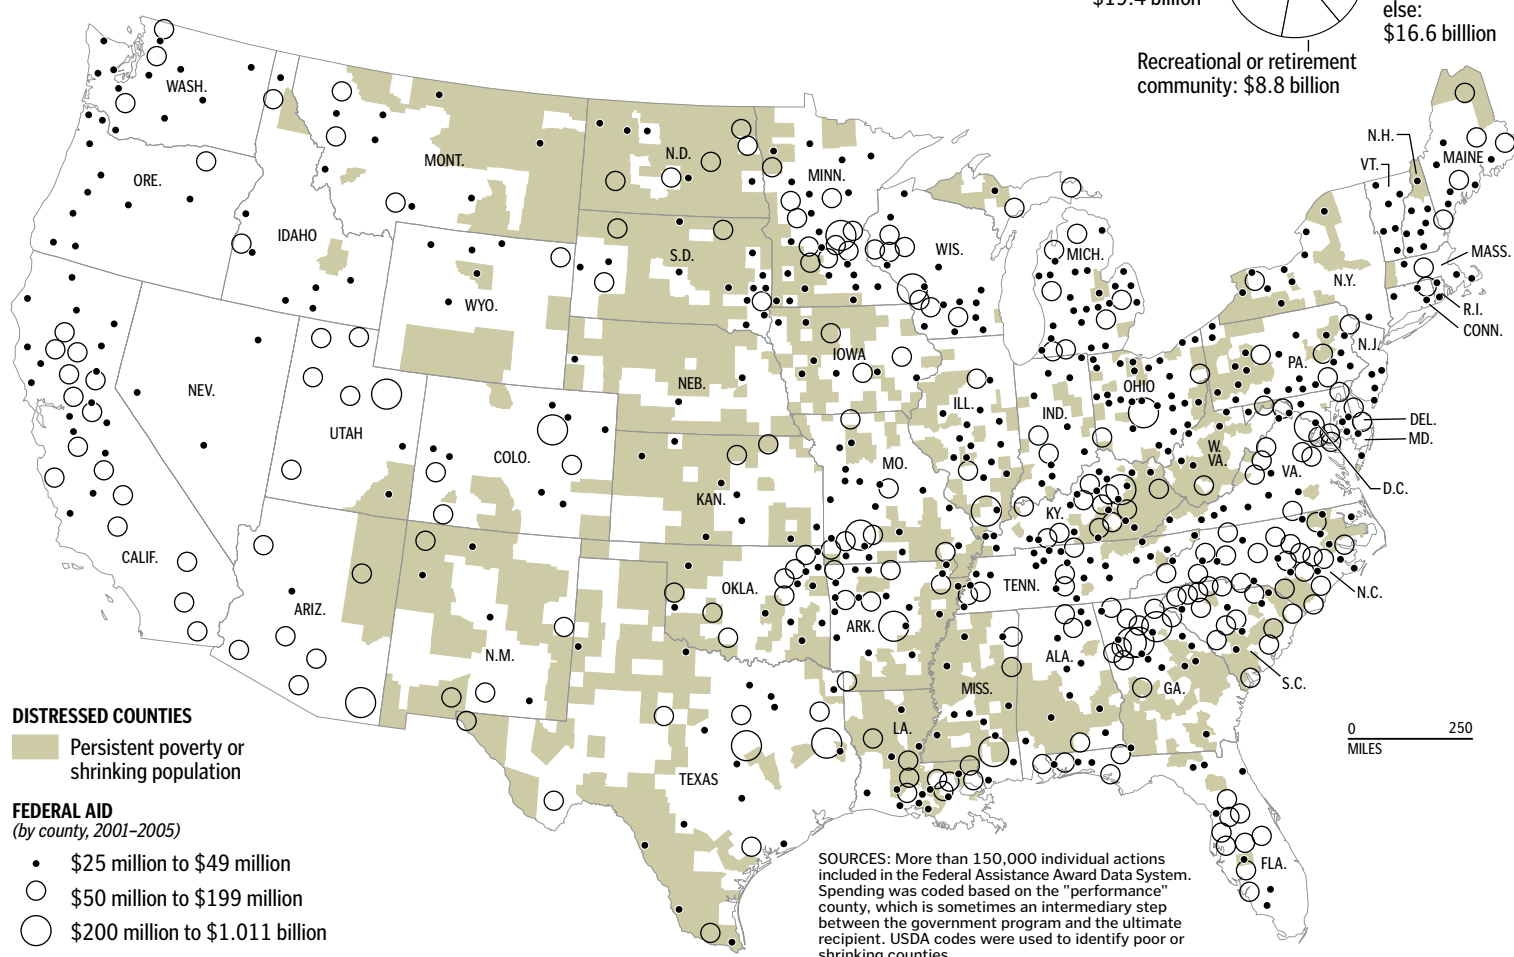 $19.4 billion
else:
$16.6 billlion
Recreational or retirement
community: $8.8 billion
WASH.
ORE.
IDAHO
MONT.
N.D.
MINN.
WIS.
MICH.
N.H.
VT.
MAINE
MASS.
R.I.
CONN.
N.Y.
S.D.
WYO.
NEB.
IOWA
ILL.
IND.
OHIO
PA.
N.J.
DEL.
MD.
D.C.
W.
VA.
VA.
NEV.
UTAH
COLO.
KAN.
MO.
KY.
CALIF.
ARIZ.
N.M.
OKLA.
ARK.
TENN.
N.C.
S.C.
GA.
ALA.
MISS.
LA.
TEXAS
FLA.
0 250
MILES
DISTRESSED COUNTIES
Persistent poverty or
shrinking population
FEDERAL AID
(by county, 2001–2005)
$25 million to $49 million
$50 million to $199 million
$200 million to $1.011 billion
SOURCES: More than 150,000 individual actions
included in the Federal Assistance Award Data System.
Spending was coded based on the "performance"
county, which is sometimes an intermediary step
between the government program and the ultimate
recipient. USDA codes were used to identify poor or
shrinking counties.